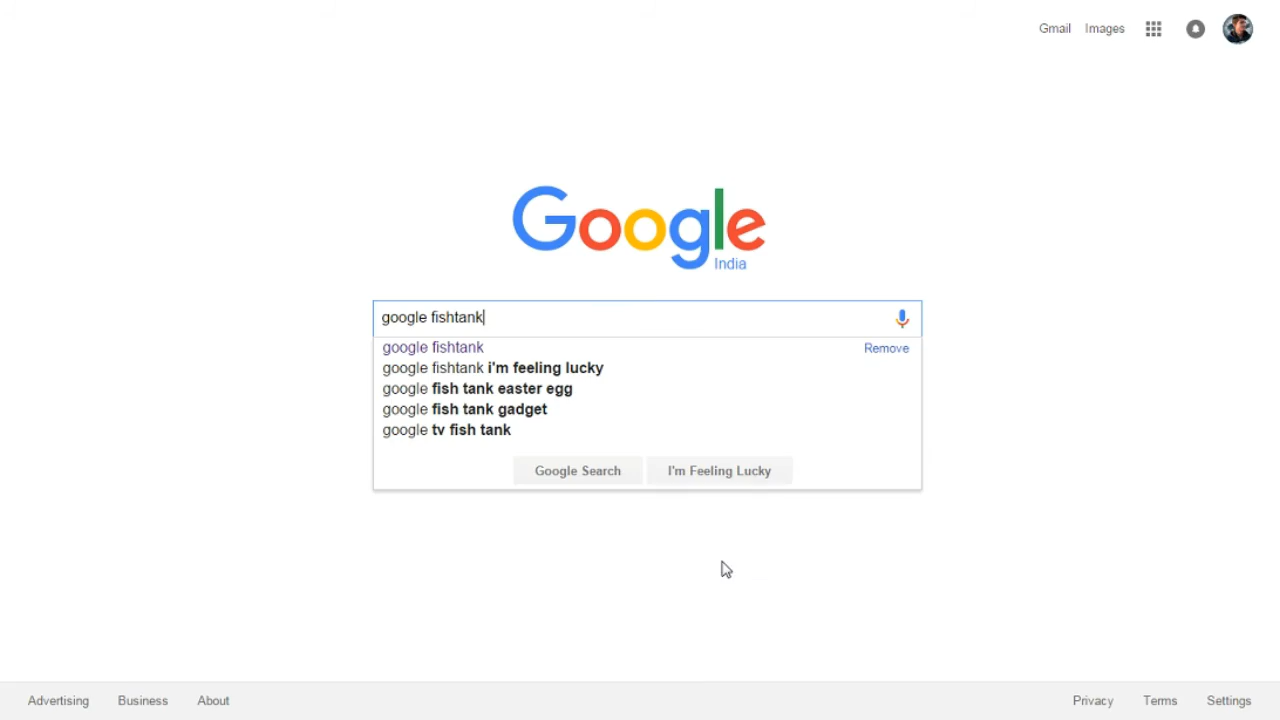 Gmail Images
Google
India
google fishtank
google fishtank Remove
google fishtank i'm feeling lucky
google fish tank easter egg
google fish tank gadget
google tv fish tank
Google Search I'm Feeling Lucky
Advertising Business About Privacy Terms Settings